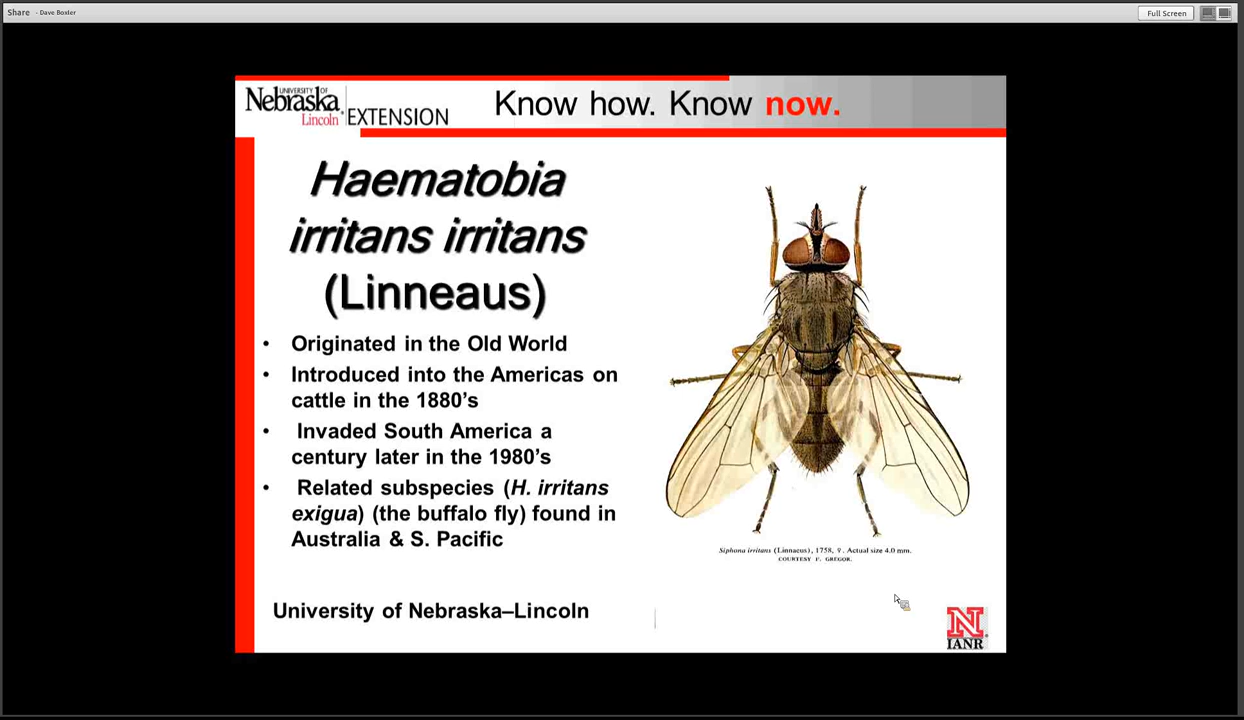 Share - Dave Boxler
Full Screen
UNIVERSITY OF
Nebraska
Lincoln
EXTENSION
Know how. Know now.
Haematobia
irritans irritans
(Linneaus)
• Originated in the Old World
• Introduced into the Americas on
cattle in the 1880’s
• Invaded South America a
century later in the 1980’s
• Related subspecies (H. irritans
exigua) (the buffalo fly) found in
Australia & S. Pacific
Siphona irritans (Linnaeus), 1758, ♀. Actual size 4.0 mm.
COURTESY F. GREGOR.
University of Nebraska–Lincoln
N
IANR